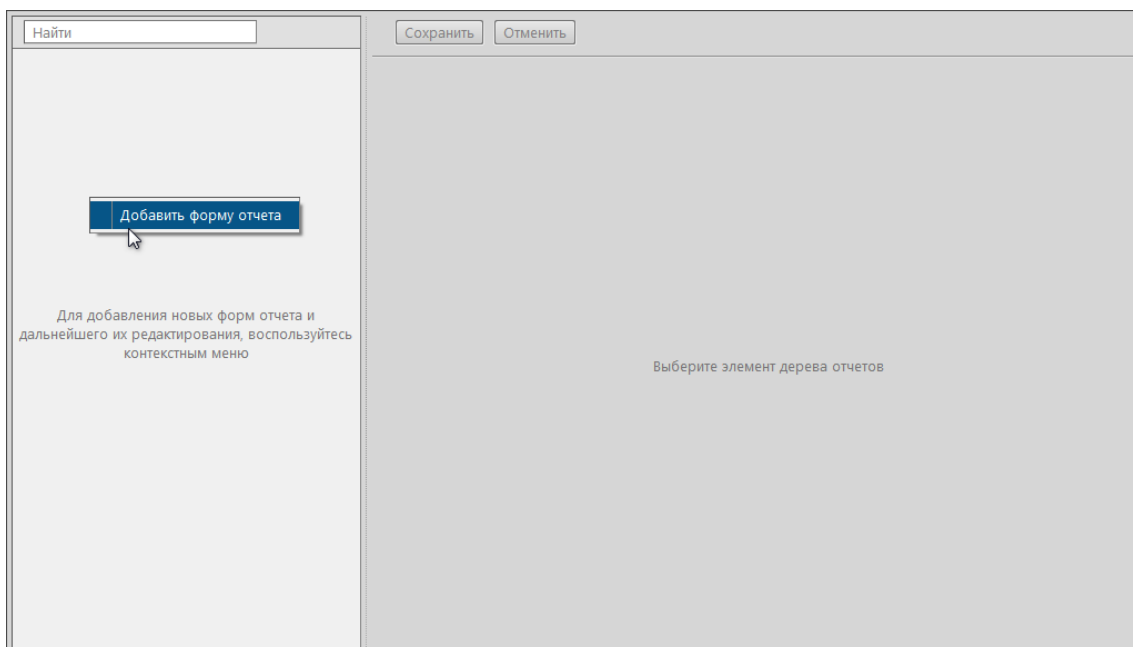 Найти
Сохранить Отменить
Добавить форму отчета
Для добавления новых форм отчета и
дальнейшего их редактирования, воспользуйтесь
контекстным меню
Выберите элемент дерева отчетов